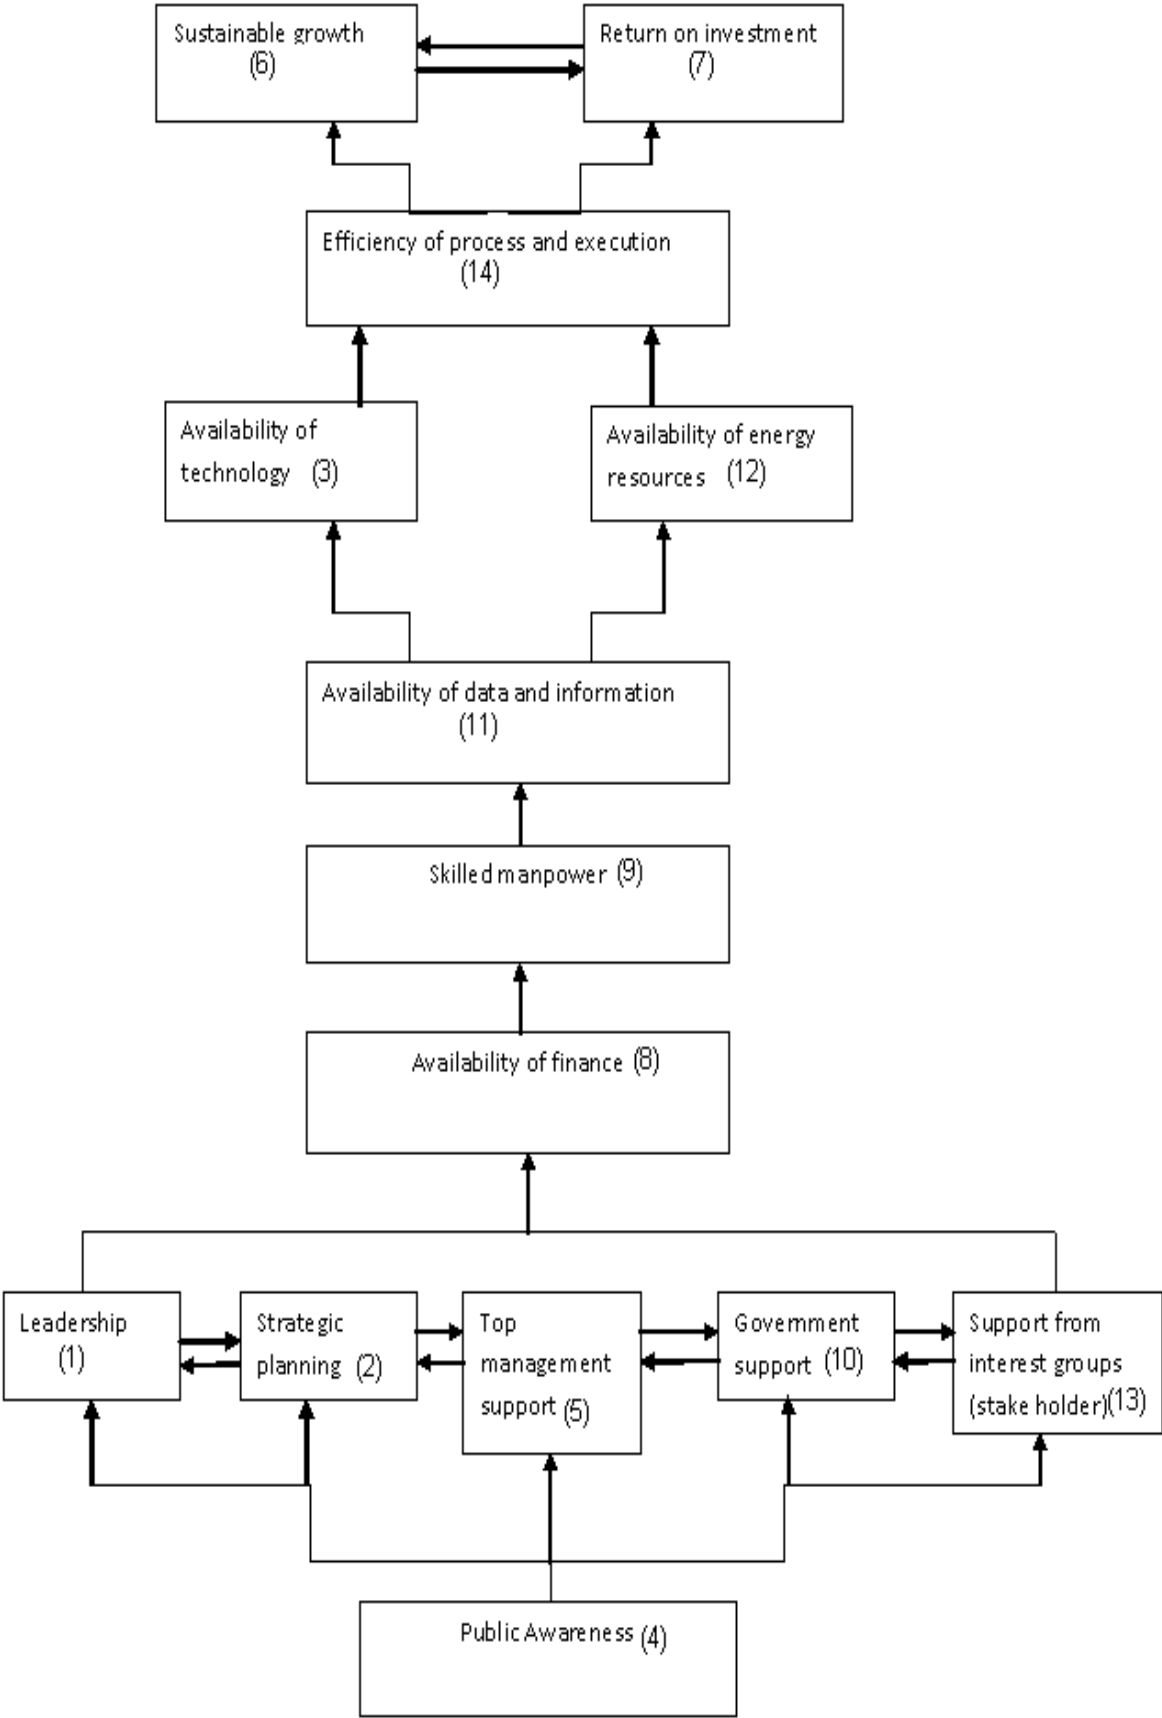 Sustainable growth
(6)
Return on investment
(7)
Efficiency of process and execution
(14)
Availability of
technology (3)
Availability of energy
resources (12)
Availability of data and information
(11)
Skilled manpower (9)
Availability of finance (8)
Leadership
(1)
Strategic
planning (2)
Top
management
support (5)
Government
support (10)
Support from
interest groups
(stake holder)(13)
Public Awareness (4)